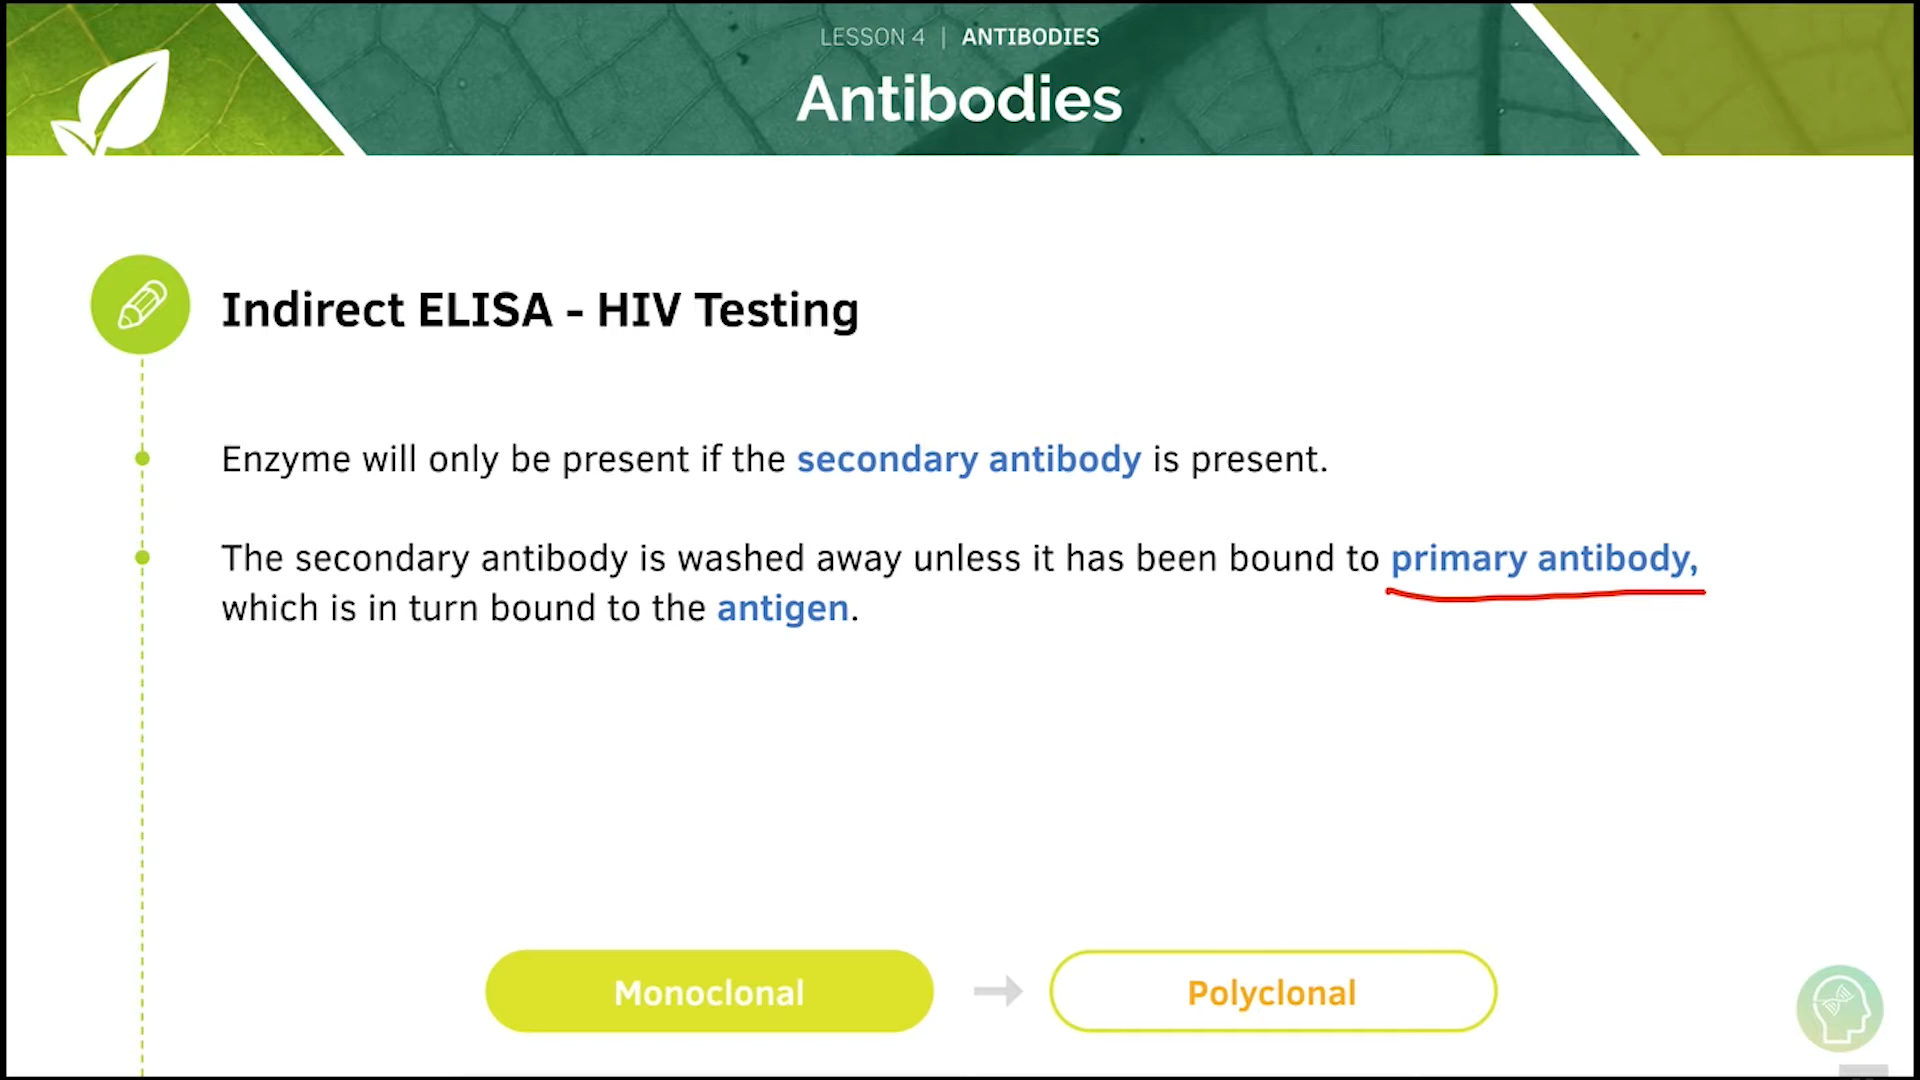 LESSON 4 | ANTIBODIES
Antibodies
Indirect ELISA - HIV Testing
Enzyme will only be present if the secondary antibody is present.
The secondary antibody is washed away unless it has been bound to primary antibody,
which is in turn bound to the antigen.
Monoclonal
Polyclonal